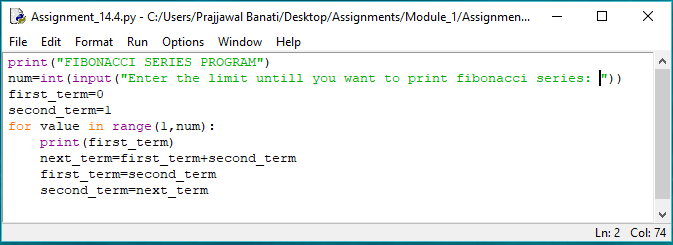 Assignment_14.4.py - C:/Users/Prajjawal Banati/Desktop/Assignments/Module_1/Assignmen...
File Edit Format Run Options Window Help
print("FIBONACCI SERIES PROGRAM")
num=int(input("Enter the limit untill you want to print fibonacci series: "))
first_term=0
second_term=1
for value in range(1,num):
    print(first_term)
    next_term=first_term+second_term
    first_term=second_term
    second_term=next_term
Ln: 2 Col: 74